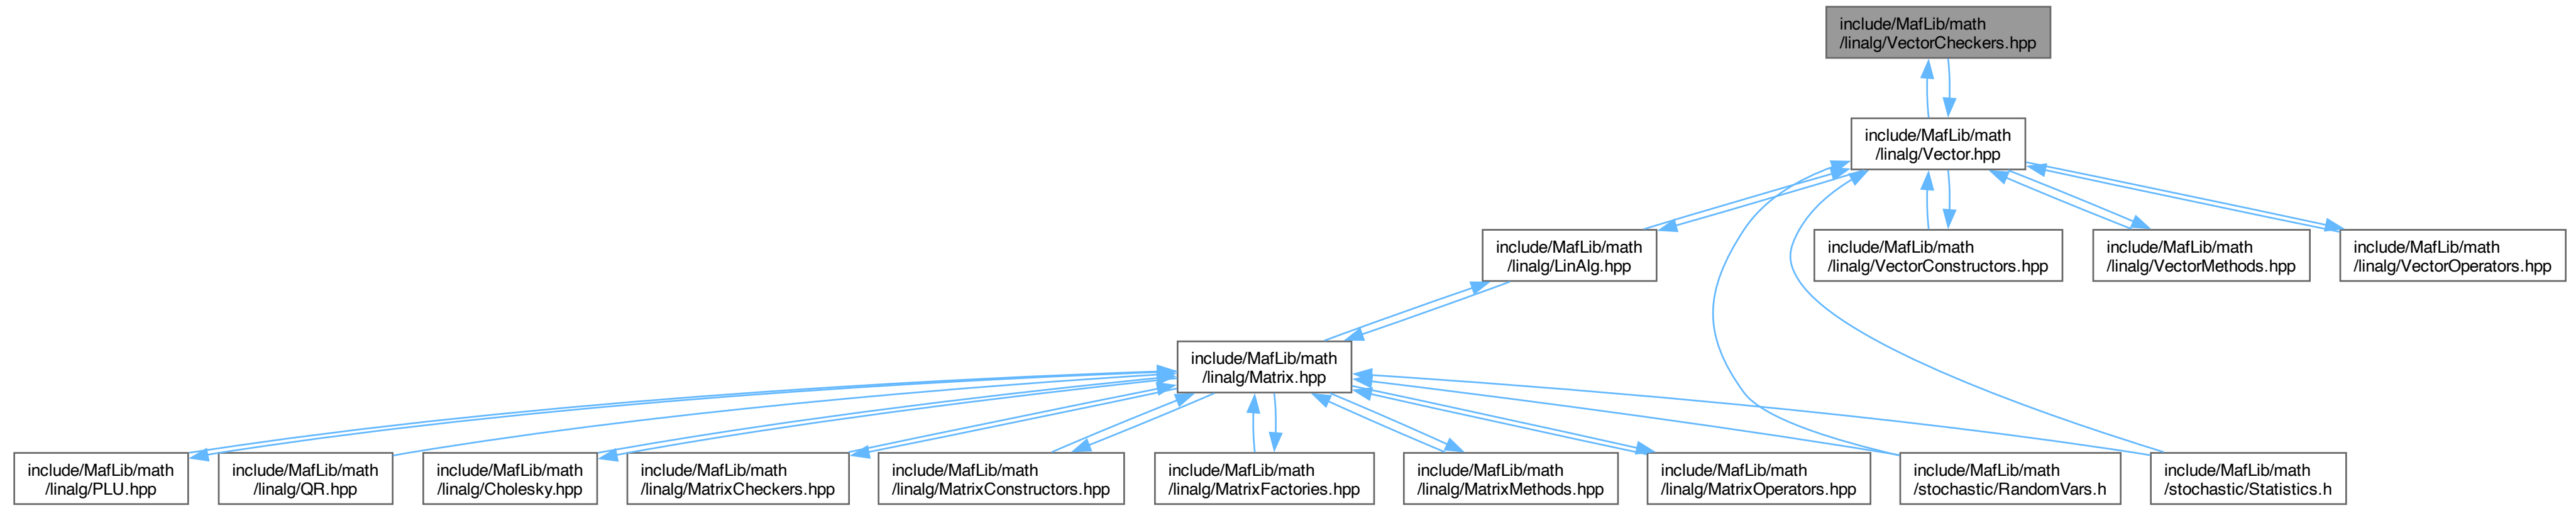 include/MafLib/math
/linalg/VectorCheckers.hpp
include/MafLib/math
/linalg/Vector.hpp
include/MafLib/math
/linalg/LinAlg.hpp
include/MafLib/math
/linalg/VectorConstructors.hpp
include/MafLib/math
/linalg/VectorMethods.hpp
include/MafLib/math
/linalg/VectorOperators.hpp
include/MafLib/math
/linalg/Matrix.hpp
include/MafLib/math
/linalg/PLU.hpp
include/MafLib/math
/linalg/QR.hpp
include/MafLib/math
/linalg/Cholesky.hpp
include/MafLib/math
/linalg/MatrixCheckers.hpp
include/MafLib/math
/linalg/MatrixConstructors.hpp
include/MafLib/math
/linalg/MatrixFactories.hpp
include/MafLib/math
/linalg/MatrixMethods.hpp
include/MafLib/math
/linalg/MatrixOperators.hpp
include/MafLib/math
/stochastic/RandomVars.h
include/MafLib/math
/stochastic/Statistics.h